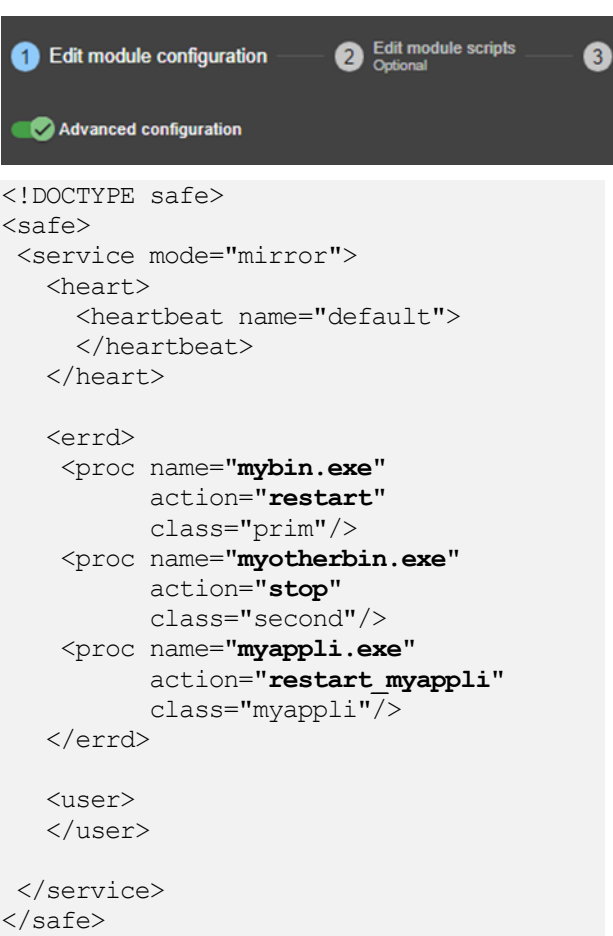 1 Edit module configuration 2 Edit module scripts 3
Optional
Advanced configuration
<!DOCTYPE safe>
<safe>
 <service mode="mirror">
   <heart>
     <heartbeat name="default">
     </heartbeat>
   </heart>

   <errd>
    <proc name="mybin.exe"
          action="restart"
          class="prim"/>
    <proc name="myotherbin.exe"
          action="stop"
          class="second"/>
    <proc name="myappli.exe"
          action="restart_myappli"
          class="myappli"/>
   </errd>

   <user>
   </user>

 </service>
</safe>